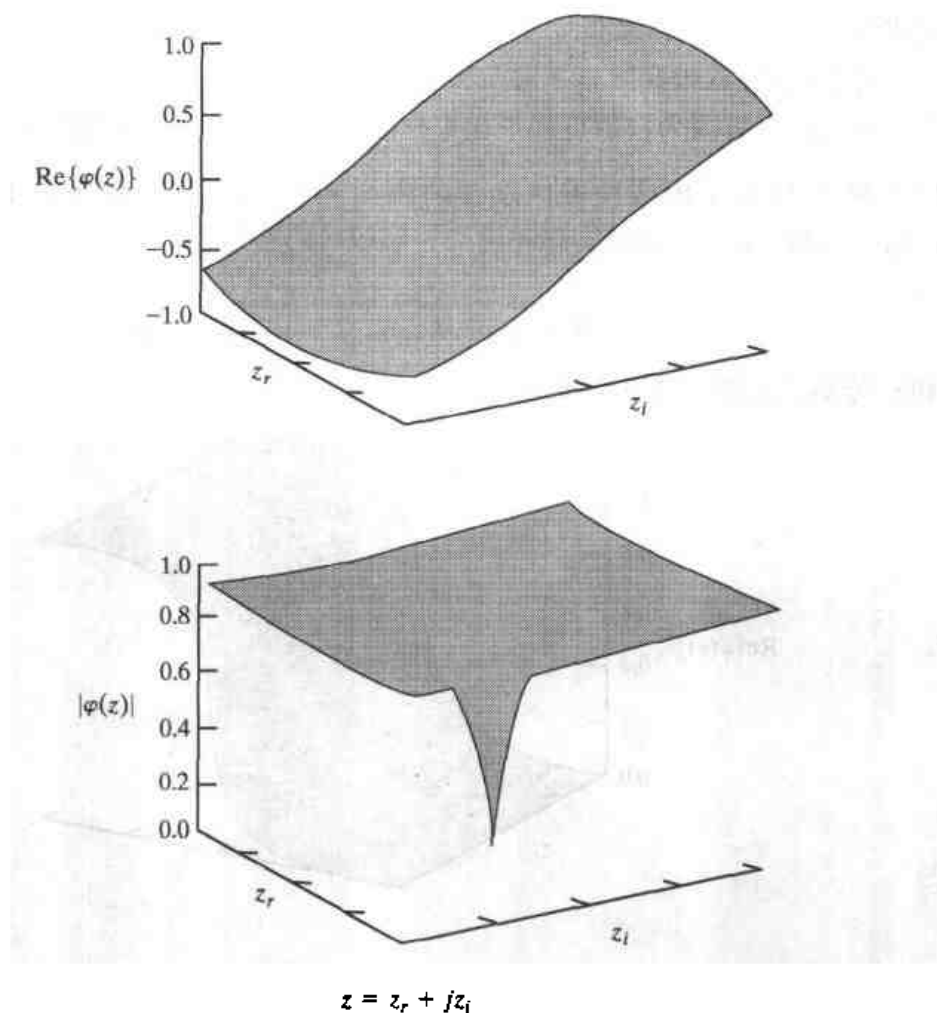 1.0
0.5
Re{φ(z)} 0.0
−0.5
−1.0
z_r
z_i
1.0
0.8
0.6
|φ(z)| 0.4
0.2
0.0
z_r
z_i
z = z_r + jz_i